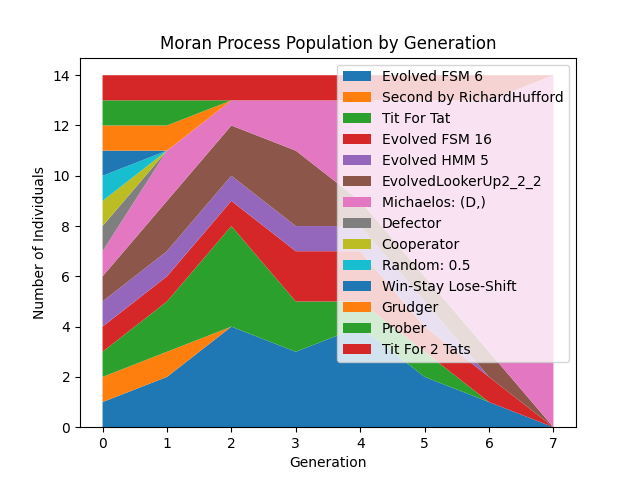 Moran Process Population by Generation
14
12
10
8
6
4
2
0
Number of Individuals
Evolved FSM 6
Second by RichardHufford
Tit For Tat
Evolved FSM 16
Evolved HMM 5
EvolvedLookerUp2_2_2
Michaelos: (D,)
Defector
Cooperator
Random: 0.5
Win-Stay Lose-Shift
Grudger
Prober
Tit For 2 Tats
0 1 2 3 4 5 6 7
Generation